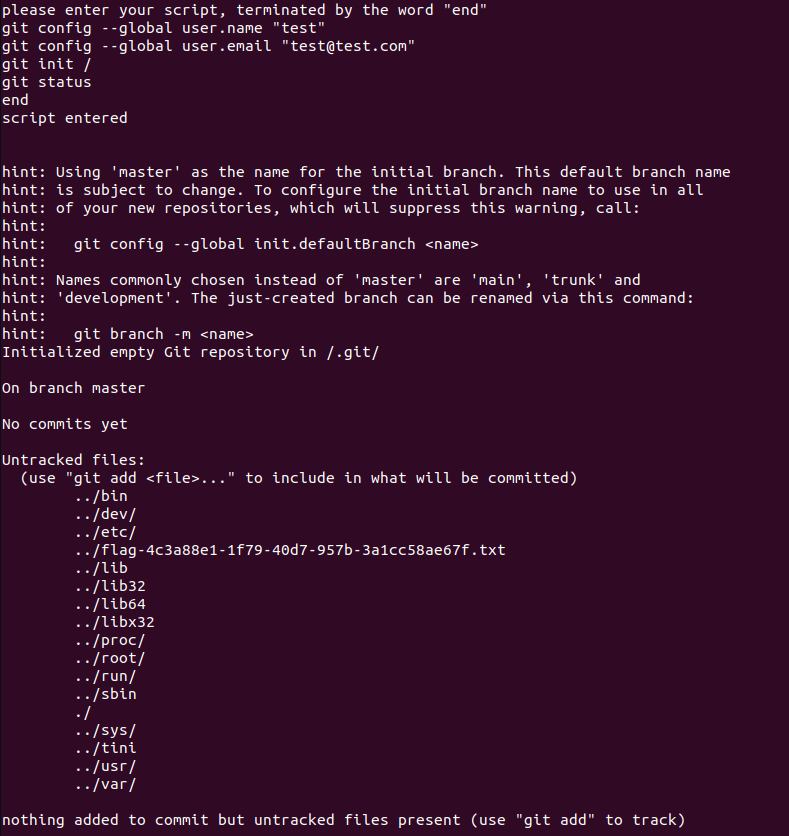 please enter your script, terminated by the word "end"
git config --global user.name "test"
git config --global user.email "test@test.com"
git init /
git status
end
script entered
hint: Using 'master' as the name for the initial branch. This default branch name
hint: is subject to change. To configure the initial branch name to use in all
hint: of your new repositories, which will suppress this warning, call:
hint:
hint:   git config --global init.defaultBranch <name>
hint:
hint: Names commonly chosen instead of 'master' are 'main', 'trunk' and
hint: 'development'. The just-created branch can be renamed via this command:
hint:
hint:   git branch -m <name>
Initialized empty Git repository in /.git/
On branch master
No commits yet
Untracked files:
  (use "git add <file>..." to include in what will be committed)
        ../bin
        ../dev/
        ../etc/
        ../flag-4c3a88e1-1f79-40d7-957b-3a1cc58ae67f.txt
        ../lib
        ../lib32
        ../lib64
        ../libx32
        ../proc/
        ../root/
        ../run/
        ../sbin
        ./
        ../sys/
        ../tini
        ../usr/
        ../var/
nothing added to commit but untracked files present (use "git add" to track)